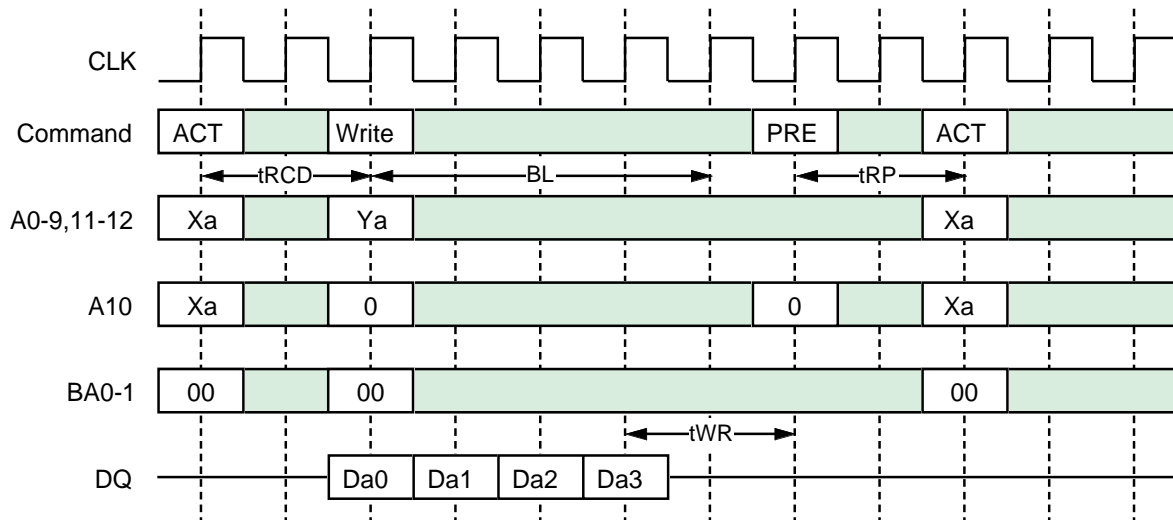 CLK
Command ACT Write PRE ACT
tRCD BL tRP
A0-9,11-12 Xa Ya Xa
A10 Xa 0 0 Xa
BA0-1 00 00 00
tWR
DQ Da0 Da1 Da2 Da3